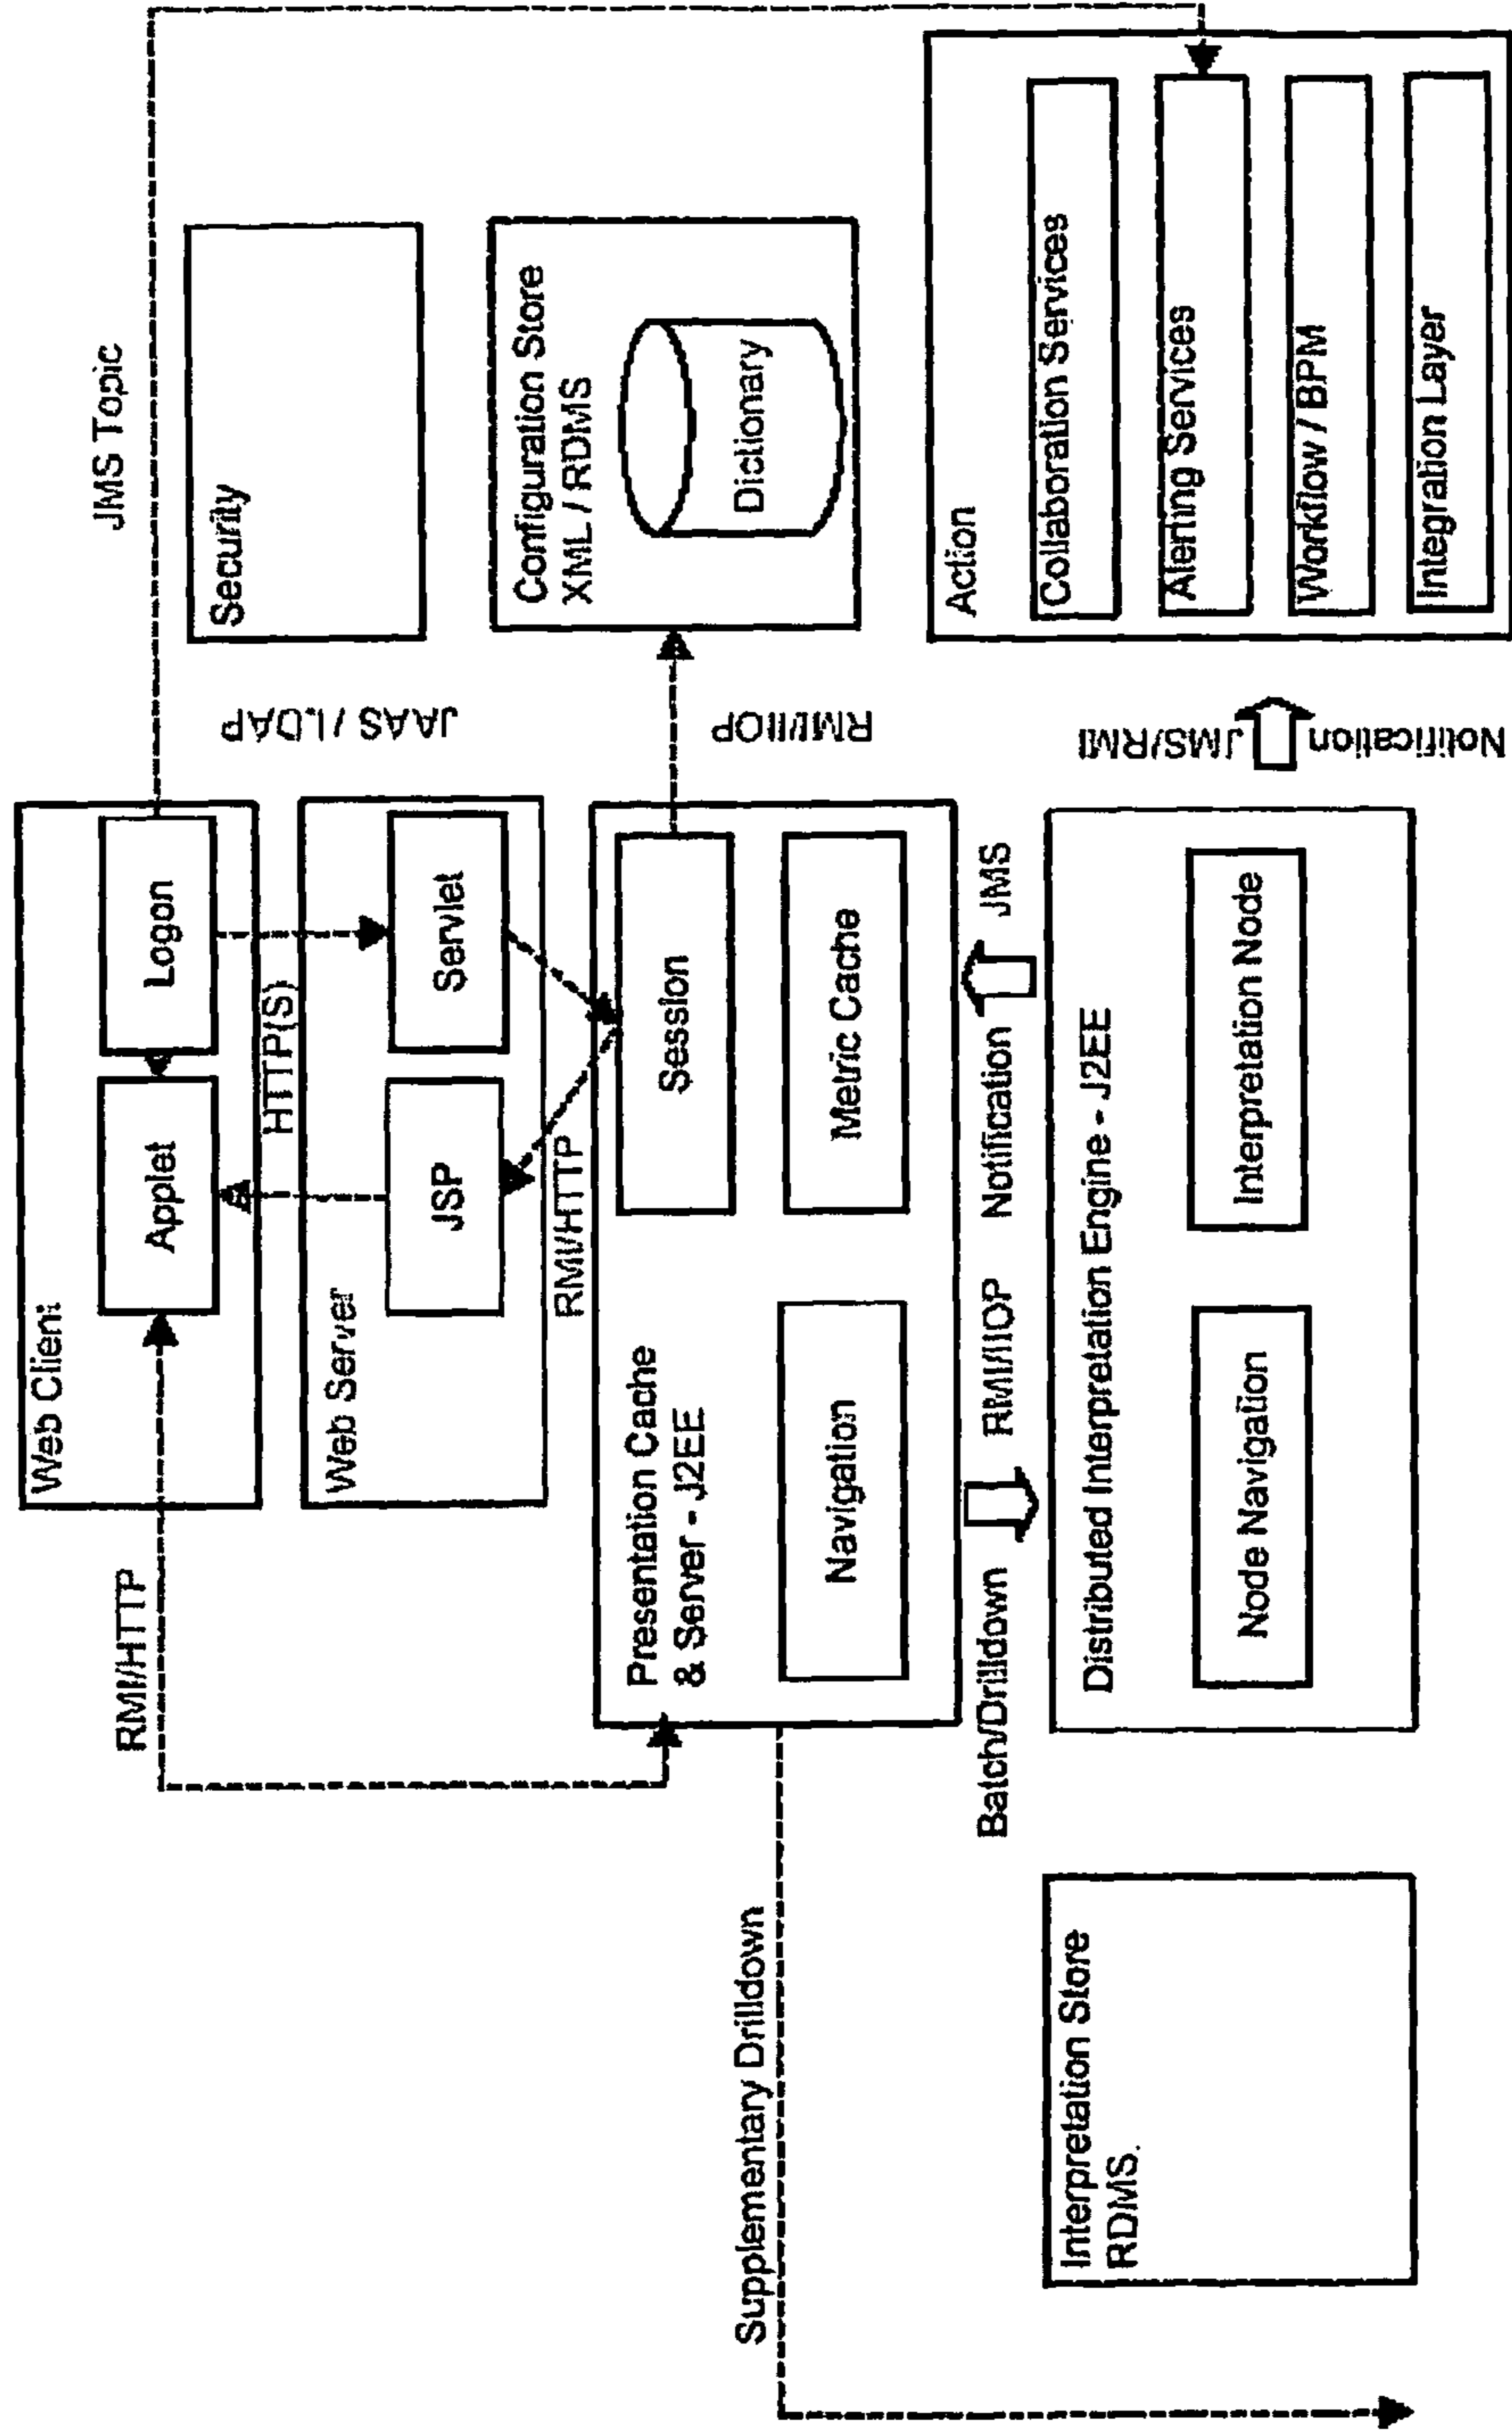 JMS Topic
RMI/HTTP
Web Client
Applet
Logon
HTTP(S)
Security
JAAS / LDAP
Web Server
JSP
Servlet
RMI/HTTP
Configuration Store
XML / RDMS
Dictionary
RMI/IIOP
Presentation Cache
& Server - J2EE
Session
Navigation
Metric Cache
Supplementary Drilldown
Batch/Drilldown
RMI/IIOP
Notification
JMS
Action
Collaboration Services
Alerting Services
Workflow / BPM
Integration Layer
JMS/RMI
Notification
Interpretation Store
RDMS.
Distributed Interpretation Engine - J2EE
Node Navigation
Interpretation Node